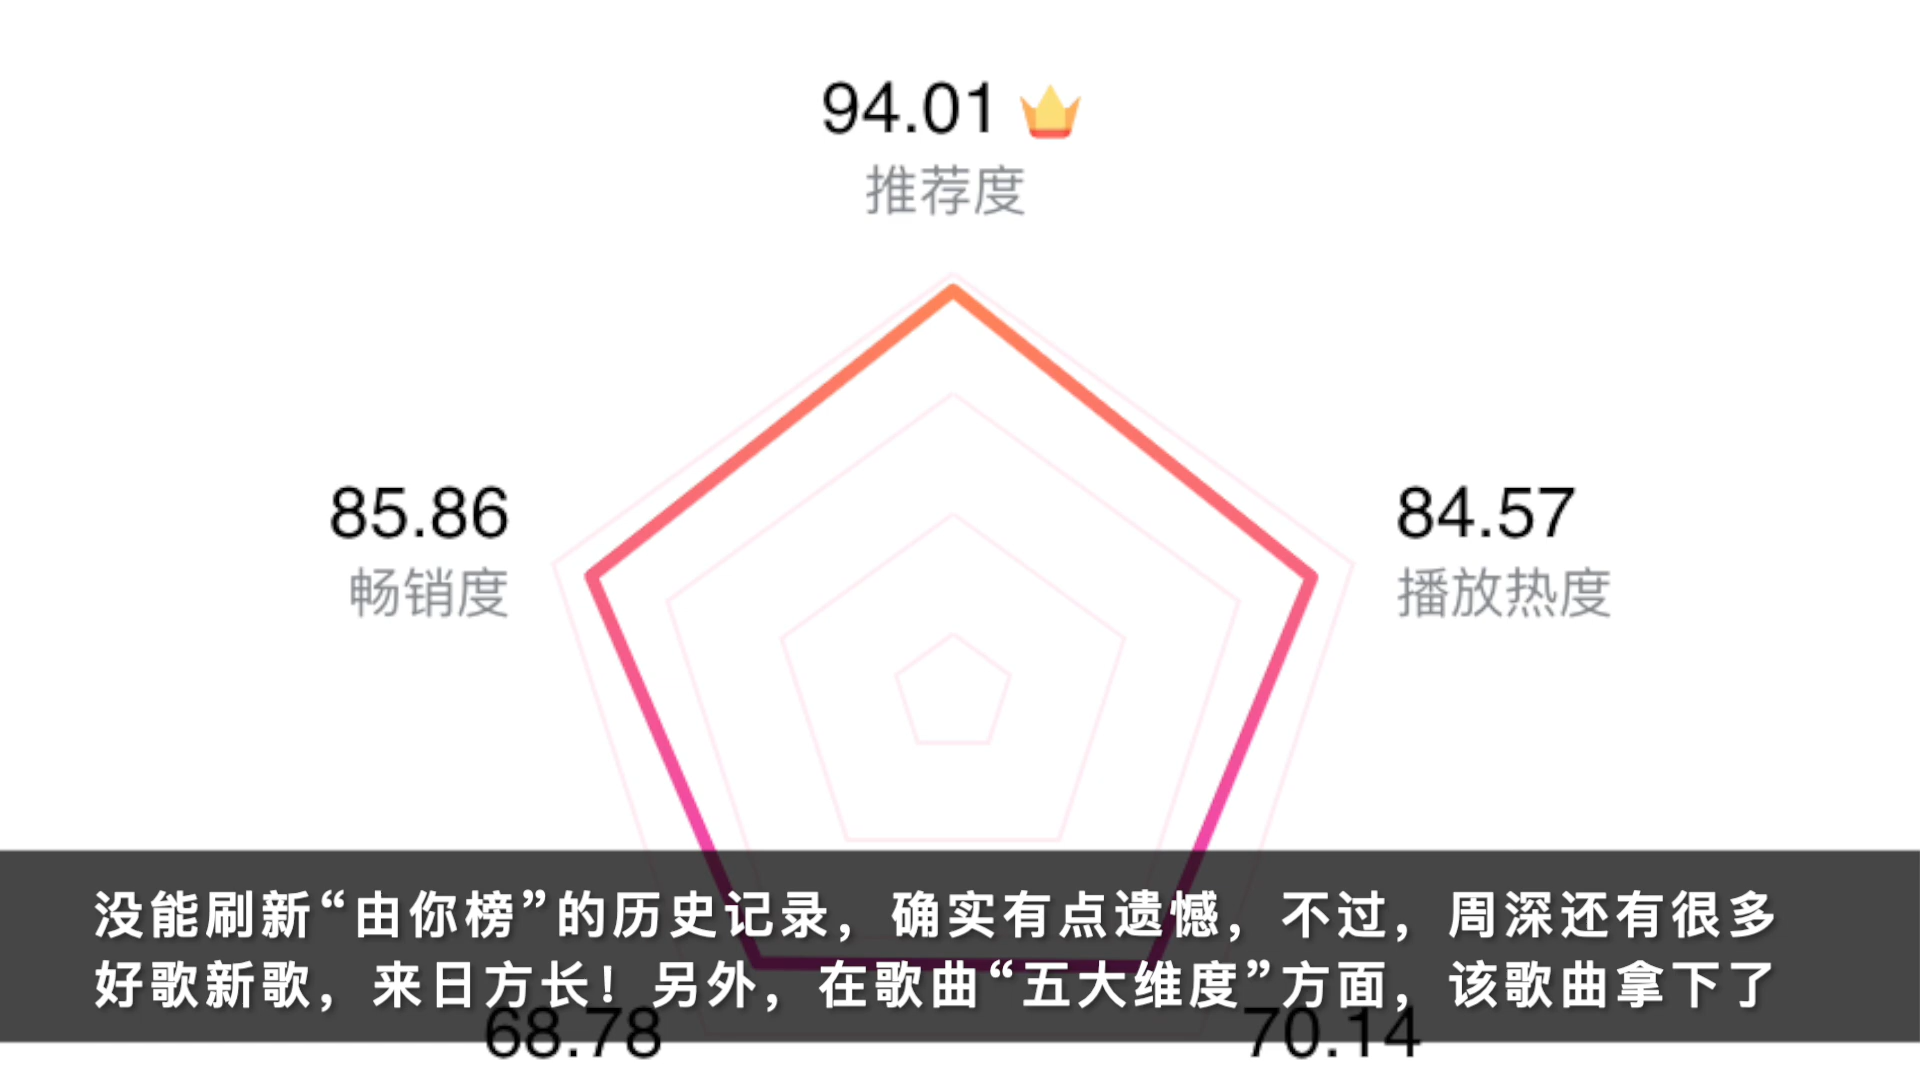 94.01
推荐度
85.86
畅销度
84.57
播放热度
没能刷新“由你榜”的历史记录，确实有点遗憾，不过，周深还有很多
好歌新歌，来日方长！另外，在歌曲“五大维度”方面，该歌曲拿下了
68.78
70.14